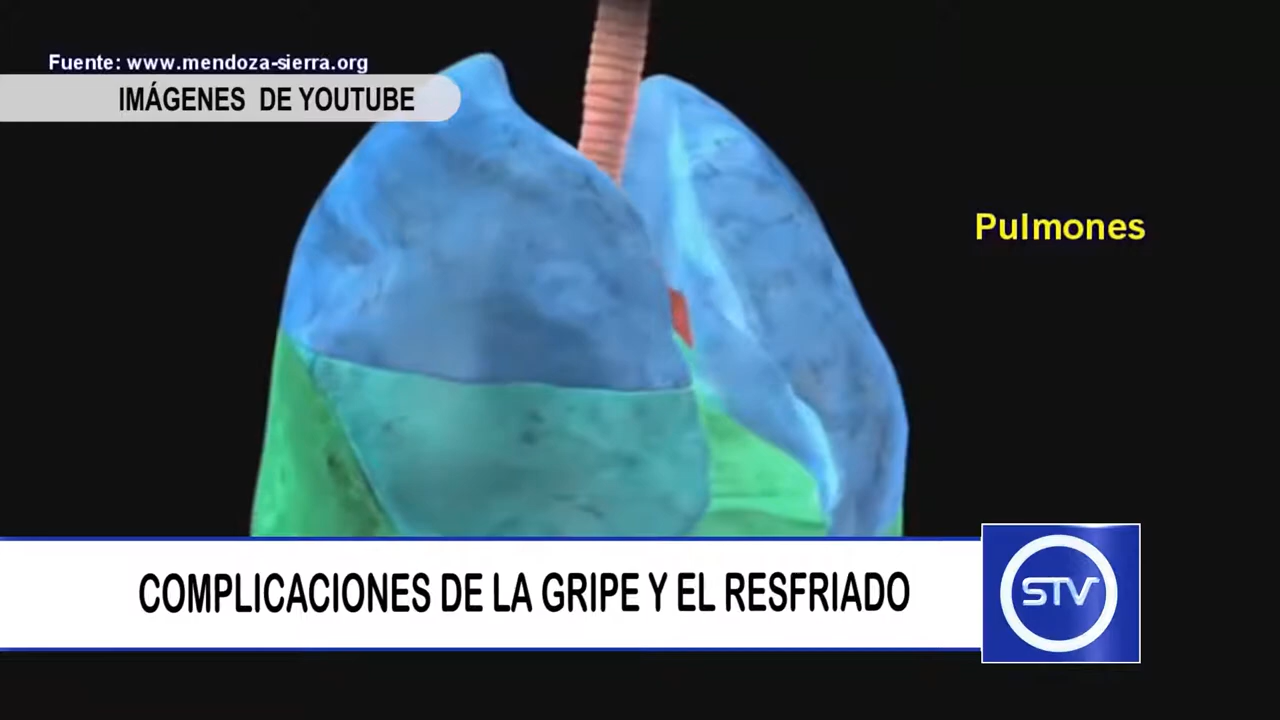 Fuente: www.mendoza-sierra.org
IMÁGENES DE YOUTUBE
Pulmones
COMPLICACIONES DE LA GRIPE Y EL RESFRIADO
STV